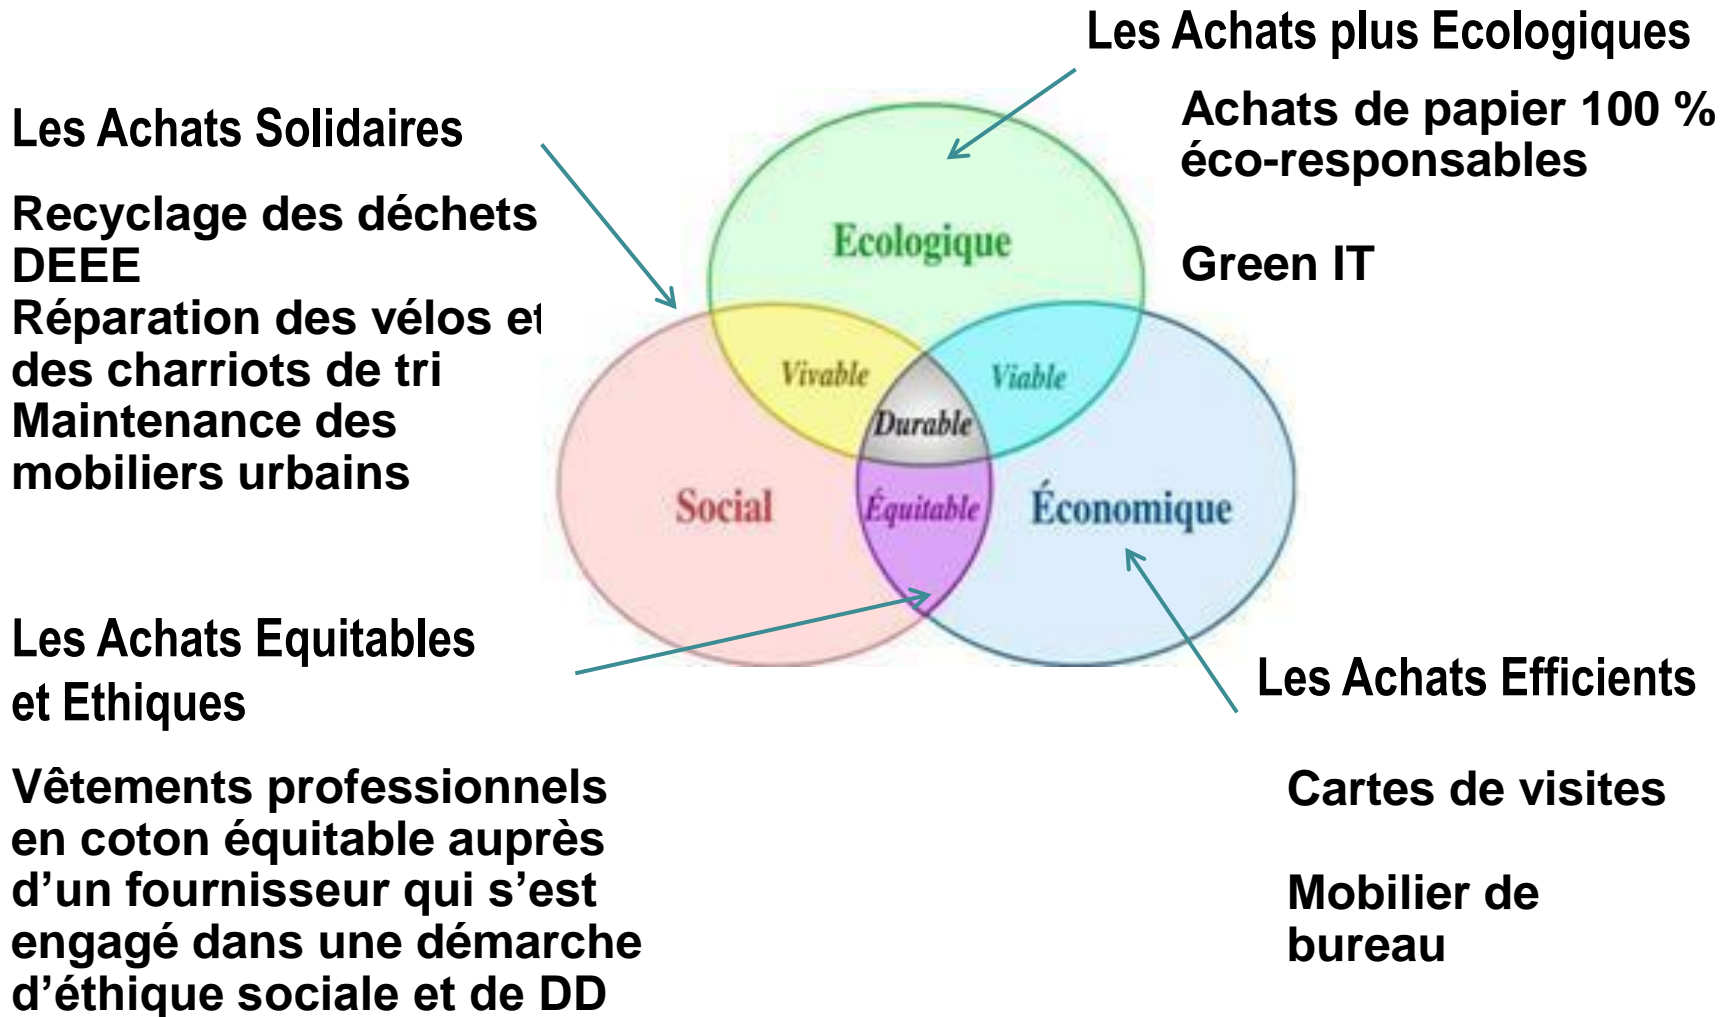 Les Achats plus Ecologiques
Achats de papier 100 %
éco-responsables
Green IT
Les Achats Solidaires
Recyclage des déchets
DEEE
Réparation des vélos et
des charriots de tri
Maintenance des
mobiliers urbains
Ecologique
Vivable
Viable
Durable
Social
Équitable
Économique
Les Achats Equitables
et Ethiques
Vêtements professionnels
en coton équitable auprès
d’un fournisseur qui s’est
engagé dans une démarche
d’éthique sociale et de DD
Les Achats Efficients
Cartes de visites
Mobilier de
bureau